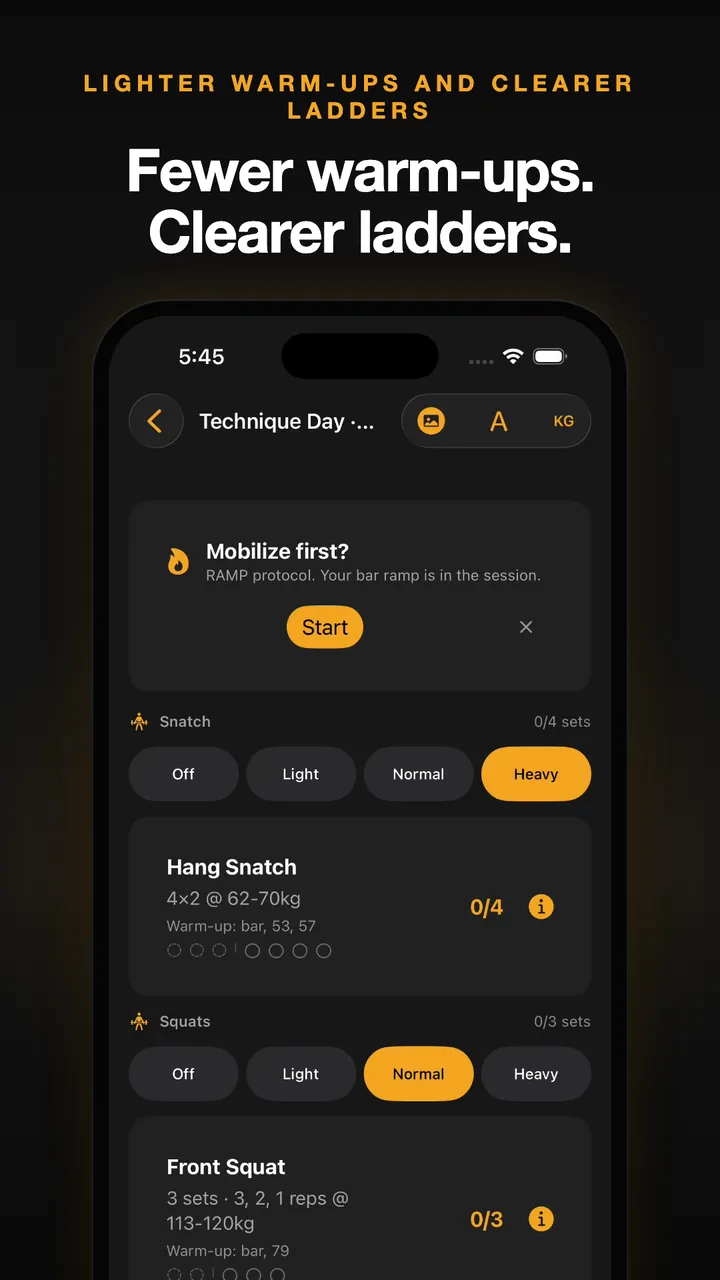 LIGHTER WARM-UPS AND CLEARER
LADDERS
Fewer warm-ups.
Clearer ladders.
5:45
Technique Day ·...
A
KG
Mobilize first?
RAMP protocol. Your bar ramp is in the session.
Start
Snatch
0/4 sets
Off
Light
Normal
Heavy
Hang Snatch
4×2 @ 62-70kg
Warm-up: bar, 53, 57
0/4
Squats
0/3 sets
Off
Light
Normal
Heavy
Front Squat
3 sets · 3, 2, 1 reps @
113-120kg
Warm-up: bar, 79
0/3